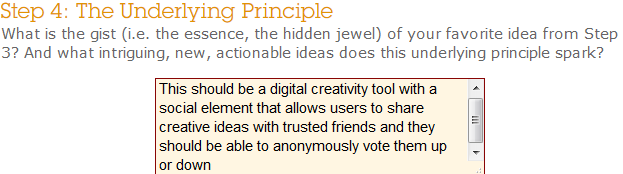 Step 4: The Underlying Principle
What is the gist (i.e. the essence, the hidden jewel) of your favorite idea from Step
3? And what intriguing, new, actionable ideas does this underlying principle spark?
This should be a digital creativity tool with a
social element that allows users to share
creative ideas with trusted friends and they
should be able to anonymously vote them up
or down